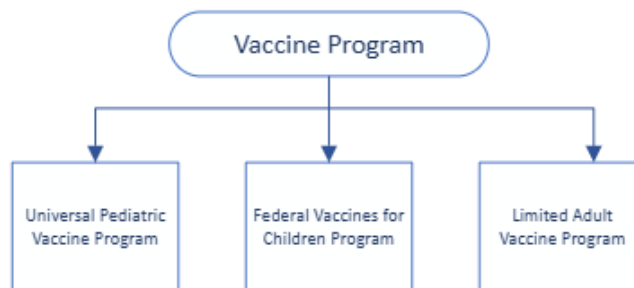 Vaccine Program
Universal Pediatric
Vaccine Program
Federal Vaccines for
Children Program
Limited Adult
Vaccine Program